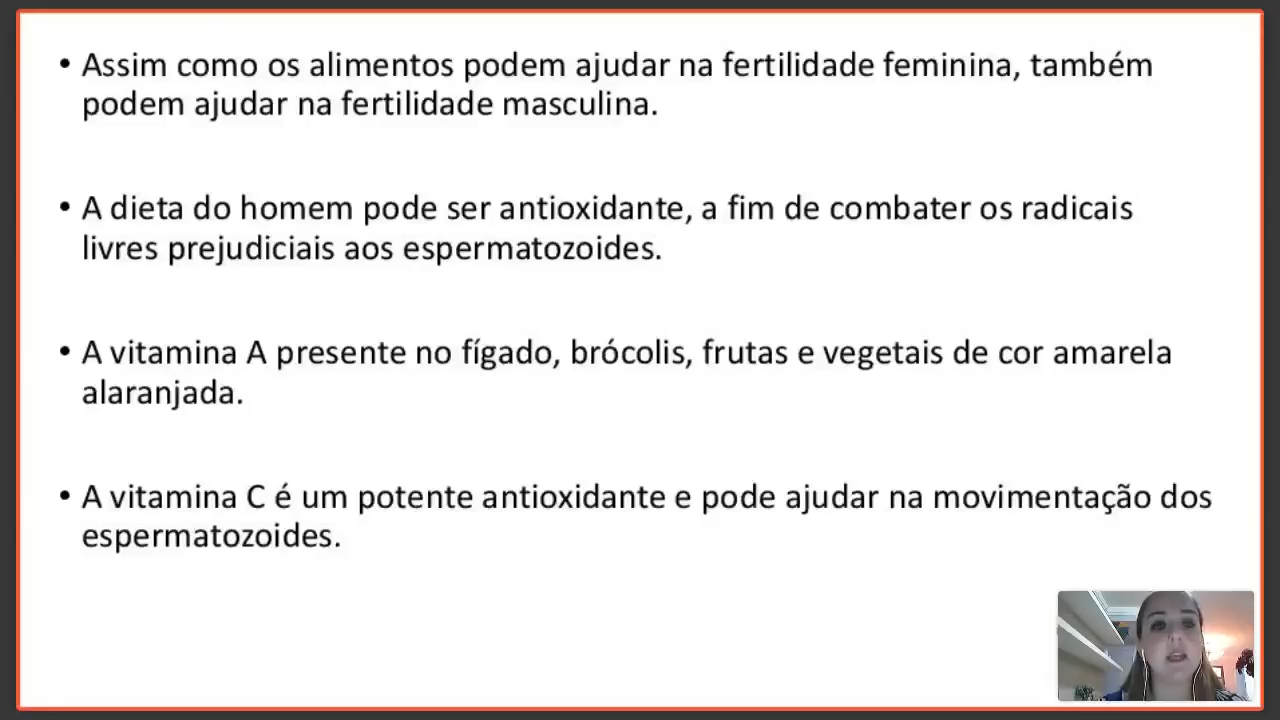 • Assim como os alimentos podem ajudar na fertilidade feminina, também
podem ajudar na fertilidade masculina.
• A dieta do homem pode ser antioxidante, a fim de combater os radicais
livres prejudiciais aos espermatozoides.
• A vitamina A presente no fígado, brócolis, frutas e vegetais de cor amarela
alaranjada.
• A vitamina C é um potente antioxidante e pode ajudar na movimentação dos
espermatozoides.